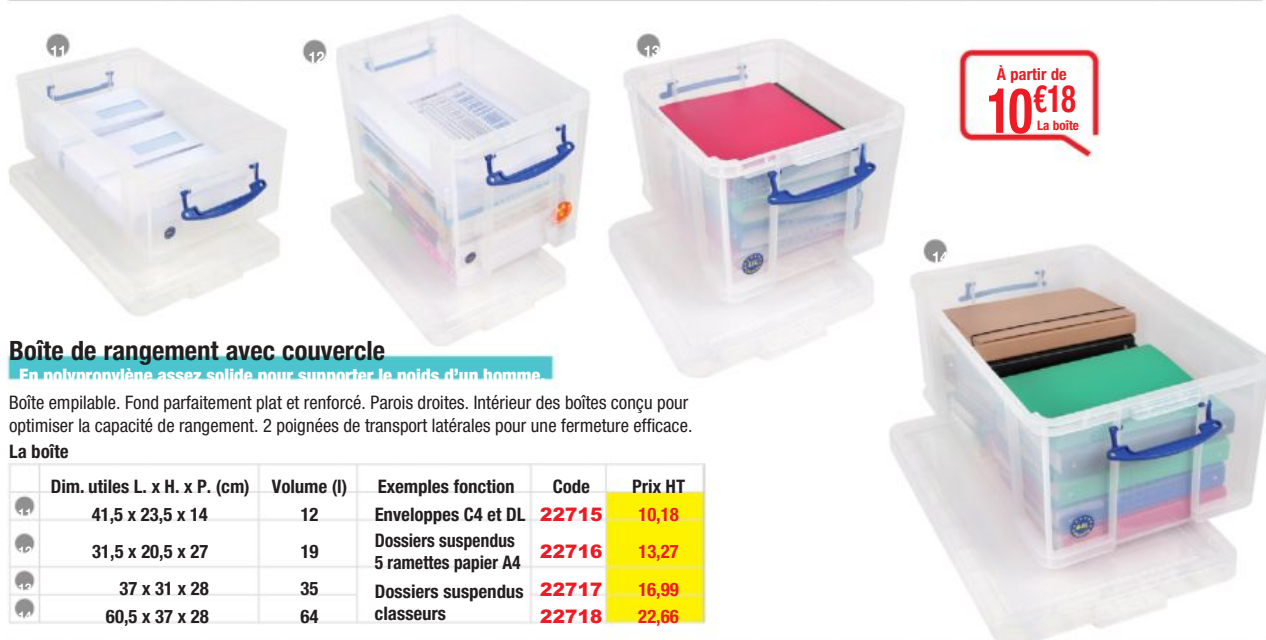 11
12
13
À partir de
10€18
La boîte
14
Boîte de rangement avec couvercle
En polypropylène assez solide pour supporter le poids d'un homme.
Boîte empilable. Fond parfaitement plat et renforcé. Parois droites. Intérieur des boîtes conçu pour
optimiser la capacité de rangement. 2 poignées de transport latérales pour une fermeture efficace.
La boîte
Dim. utiles L. x H. x P. (cm) Volume (l) Exemples fonction Code Prix HT
11 41,5 x 23,5 x 14 12 Enveloppes C4 et DL 22715 10,18
12 31,5 x 20,5 x 27 19 Dossiers suspendus 5 ramettes papier A4 22716 13,27
13 37 x 31 x 28 35 Dossiers suspendus 22717 16,99
14 60,5 x 37 x 28 64 classeurs 22718 22,66